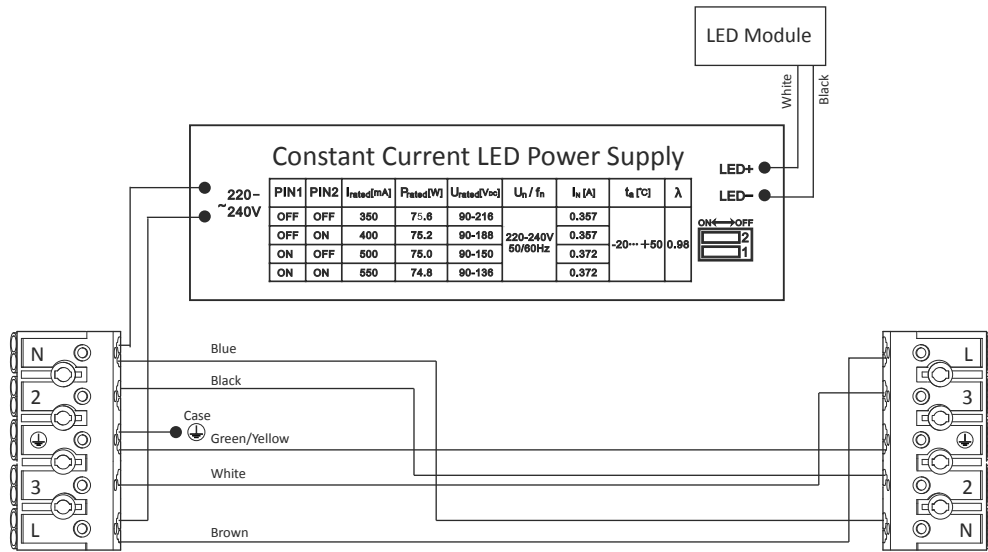 LED Module
White
Black
Constant Current LED Power Supply
LED+
LED−
220-
~240V
PIN1 PIN2 Irated[mA] Prated[W] Urated[VDC] Un / fn IN [A] ta [°C] λ
OFF OFF 350 75.6 90-216 0.357
OFF ON 400 75.2 90-188 0.357
220-240V
50/60Hz
-20…+50 0.98
ON OFF 500 75.0 90-150 0.372
ON ON 550 74.8 90-136 0.372
ON↔OFF
2
1
N
2
3
L
Blue
Black
Case
Green/Yellow
White
Brown
L
3
2
N